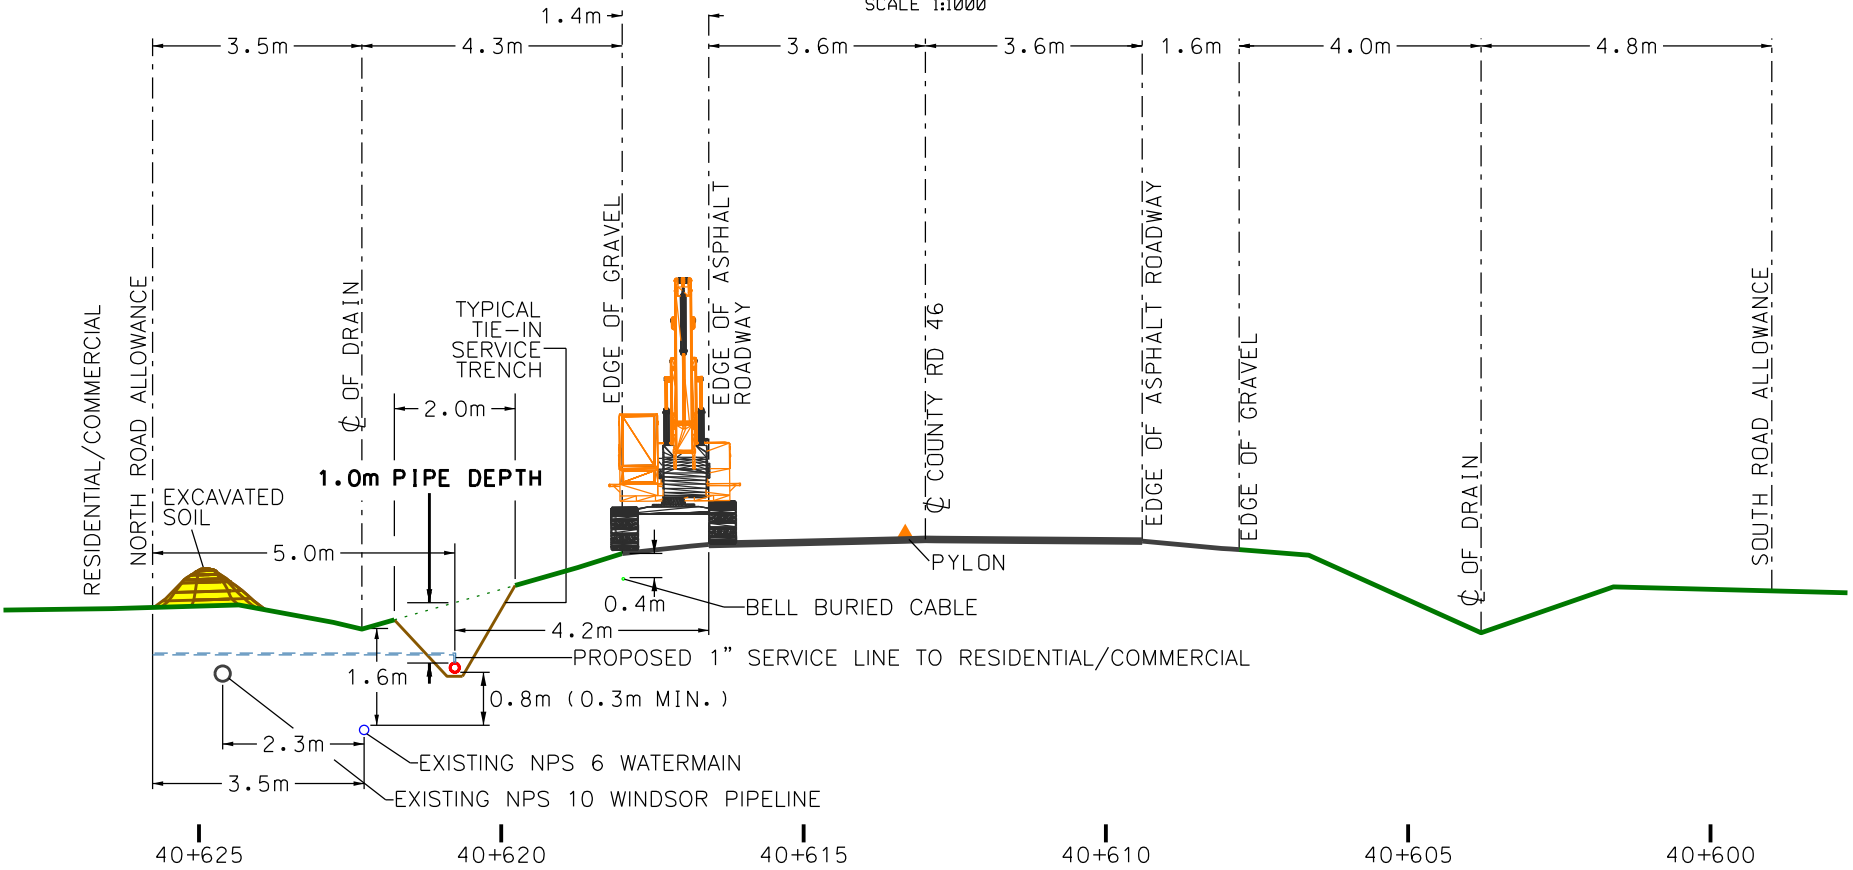 SCALE 1:1000
1.4m
3.5m
4.3m
3.6m
3.6m
1.6m
4.0m
4.8m
RESIDENTIAL/COMMERCIAL
NORTH ROAD ALLOWANCE
℄ OF DRAIN
EDGE OF GRAVEL
EDGE OF ASPHALT
ROADWAY
℄ COUNTY RD 46
EDGE OF ASPHALT ROADWAY
EDGE OF GRAVEL
℄ OF DRAIN
SOUTH ROAD ALLOWANCE
TYPICAL
TIE-IN
SERVICE
TRENCH
2.0m
1.0m PIPE DEPTH
EXCAVATED
SOIL
5.0m
PYLON
0.4m
BELL BURIED CABLE
4.2m
PROPOSED 1" SERVICE LINE TO RESIDENTIAL/COMMERCIAL
1.6m
0.8m (0.3m MIN.)
2.3m
EXISTING NPS 6 WATERMAIN
3.5m
EXISTING NPS 10 WINDSOR PIPELINE
40+625
40+620
40+615
40+610
40+605
40+600